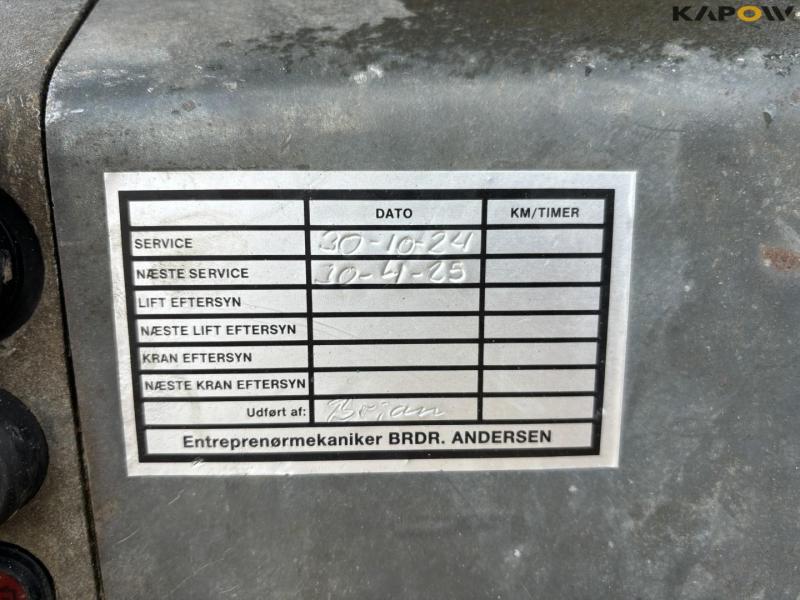 KAPOW
DATO KM/TIMER
SERVICE 30-10-24
NÆSTE SERVICE 30-4-25
LIFT EFTERSYN
NÆSTE LIFT EFTERSYN
KRAN EFTERSYN
NÆSTE KRAN EFTERSYN
Udført af: Bojan
Entreprenørmekaniker BRDR. ANDERSEN